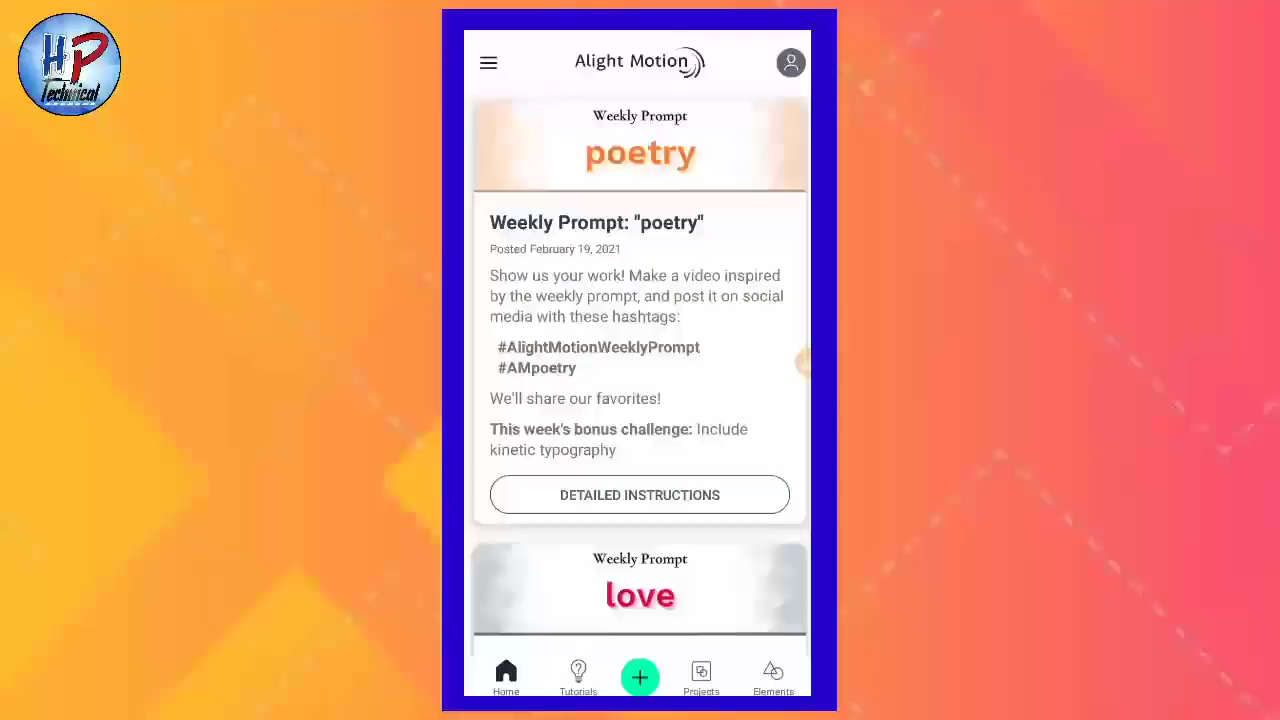 HP
Technical
Alight Motion
Weekly Prompt
poetry
Weekly Prompt: "poetry"
Posted February 19, 2021
Show us your work! Make a video inspired
by the weekly prompt, and post it on social
media with these hashtags:
#AlightMotionWeeklyPrompt
#AMpoetry
We'll share our favorites!
This week's bonus challenge: Include
kinetic typography
DETAILED INSTRUCTIONS
Weekly Prompt
love
Home
Tutorials
Projects
Elements